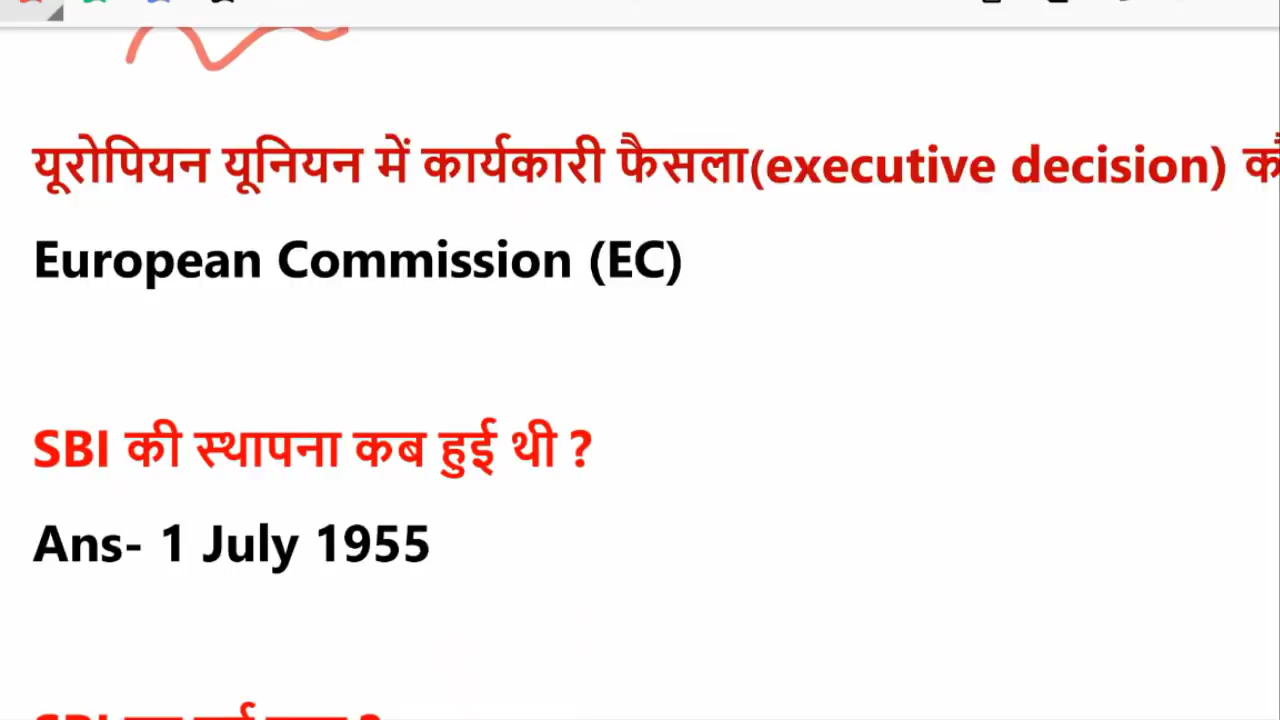 यूरोपियन यूनियन में कार्यकारी फैसला(executive decision)
European Commission (EC)
SBI की स्थापना कब हुई थी ?
Ans- 1 July 1955